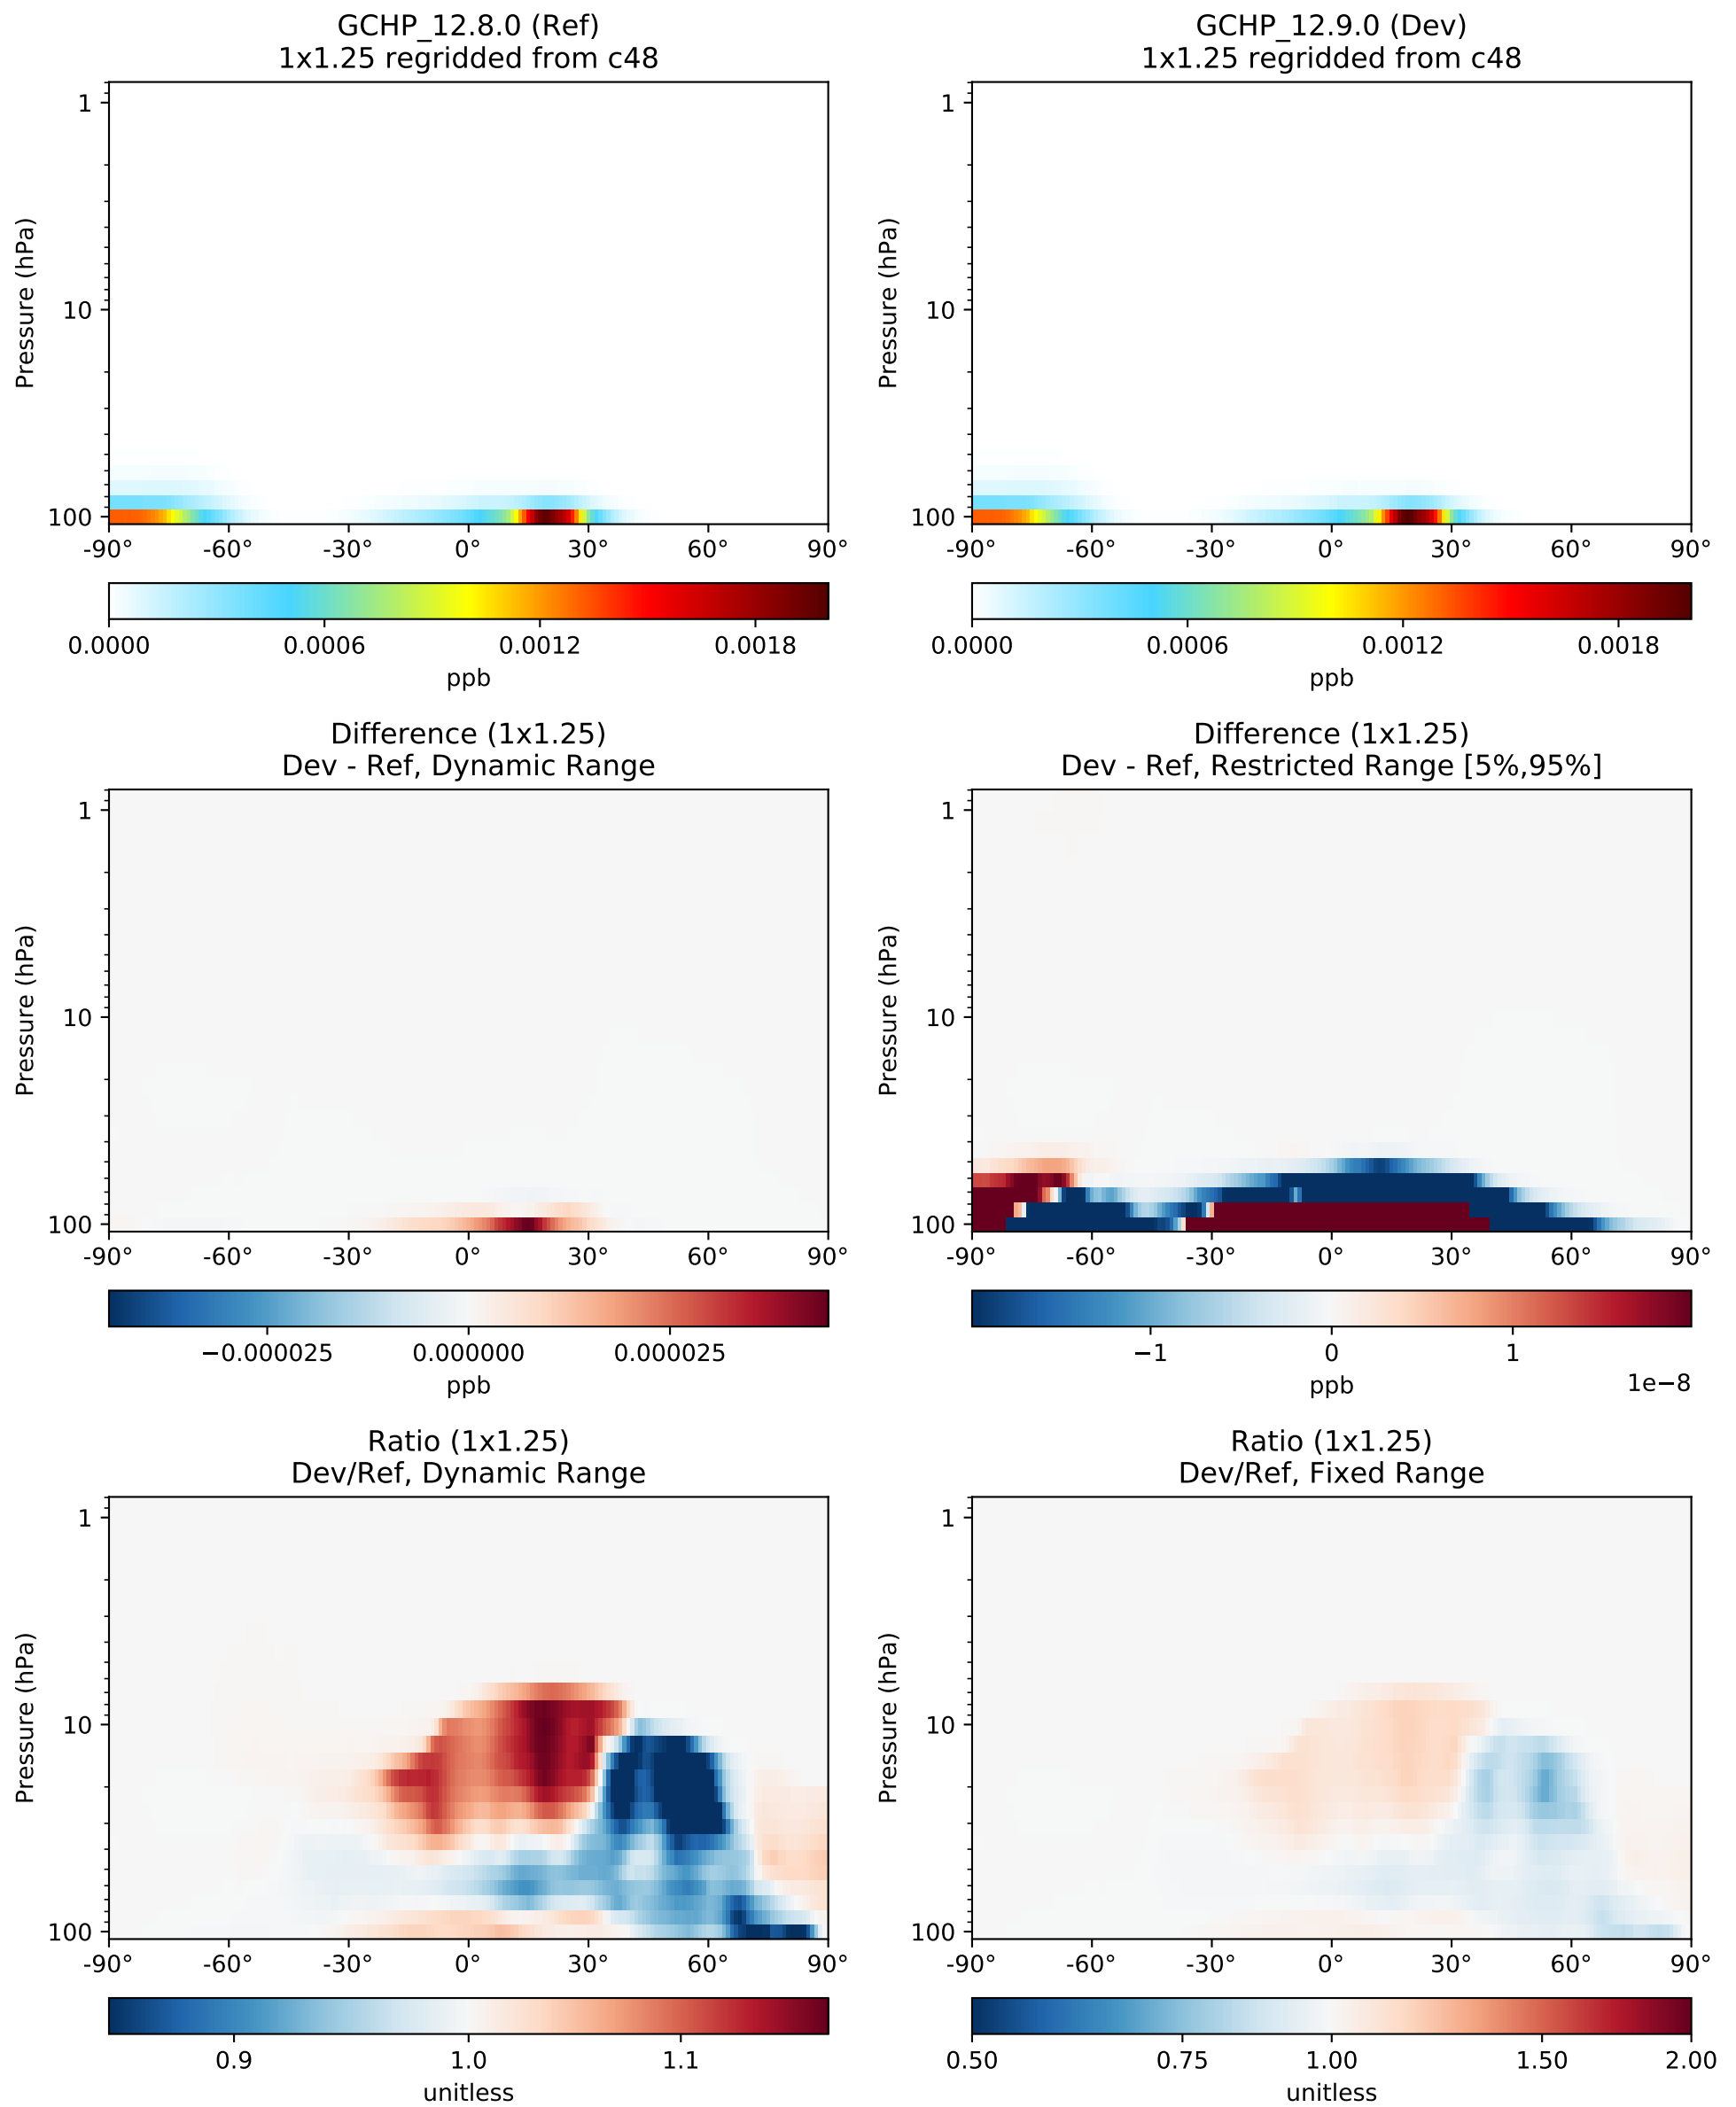 GCHP_12.8.0 (Ref)
1x1.25 regridded from c48
Pressure (hPa)
1
10
100
-90° -60° -30° 0° 30° 60° 90°
0.0000 0.0006 0.0012 0.0018
ppb
GCHP_12.9.0 (Dev)
1x1.25 regridded from c48
Pressure (hPa)
1
10
100
-90° -60° -30° 0° 30° 60° 90°
0.0000 0.0006 0.0012 0.0018
ppb
Difference (1x1.25)
Dev - Ref, Dynamic Range
Pressure (hPa)
1
10
100
-90° -60° -30° 0° 30° 60° 90°
−0.000025 0.000000 0.000025
ppb
Difference (1x1.25)
Dev - Ref, Restricted Range [5%,95%]
Pressure (hPa)
1
10
100
-90° -60° -30° 0° 30° 60° 90°
−1 0 1
ppb
1e−8
Ratio (1x1.25)
Dev/Ref, Dynamic Range
Pressure (hPa)
1
10
100
-90° -60° -30° 0° 30° 60° 90°
0.9 1.0 1.1
unitless
Ratio (1x1.25)
Dev/Ref, Fixed Range
Pressure (hPa)
1
10
100
-90° -60° -30° 0° 30° 60° 90°
0.50 0.75 1.00 1.50 2.00
unitless